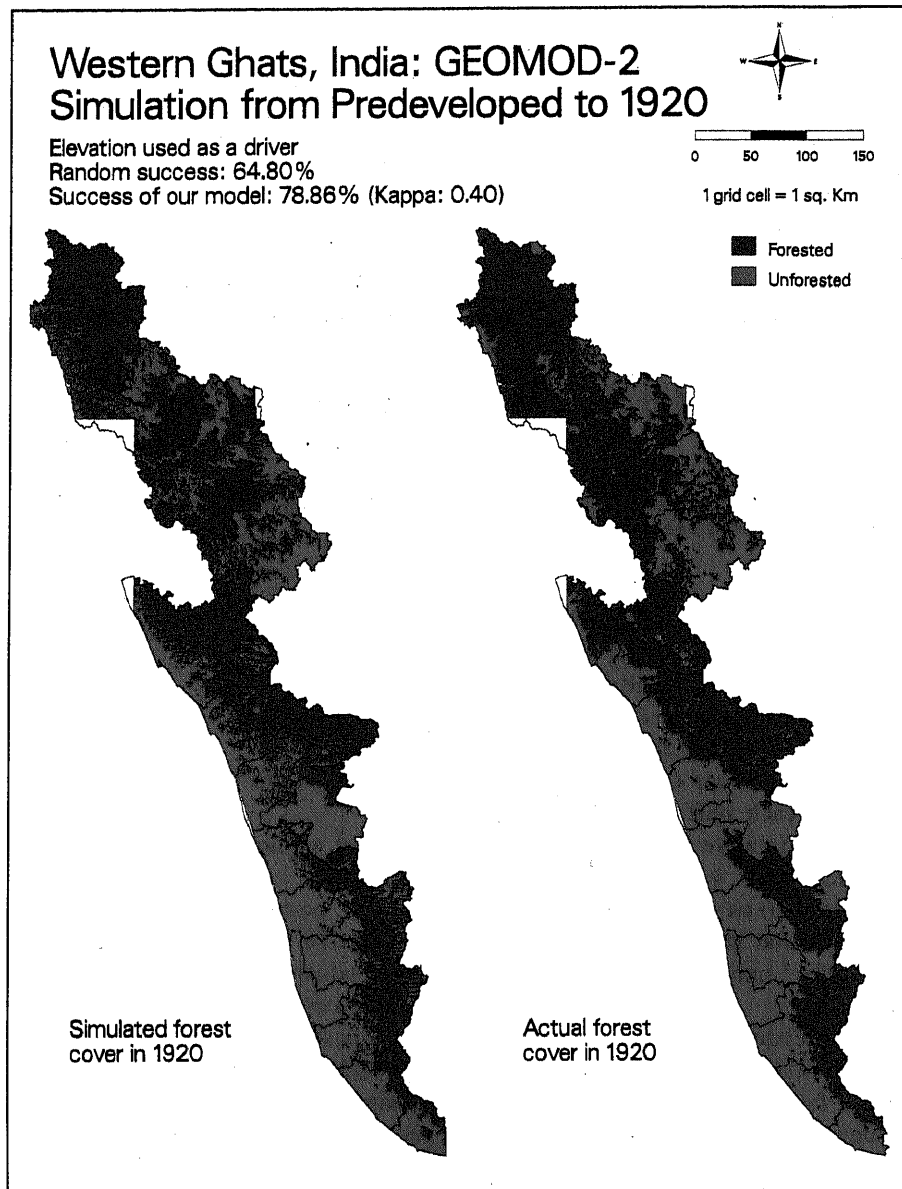 Western Ghats, India: GEOMOD-2
Simulation from Predeveloped to 1920
Elevation used as a driver
Random success: 64.80%
Success of our model: 78.86% (Kappa: 0.40)
N
W
E
S
0 50 100 150
1 grid cell = 1 sq. Km
Forested
Unforested
Simulated forest
cover in 1920
Actual forest
cover in 1920